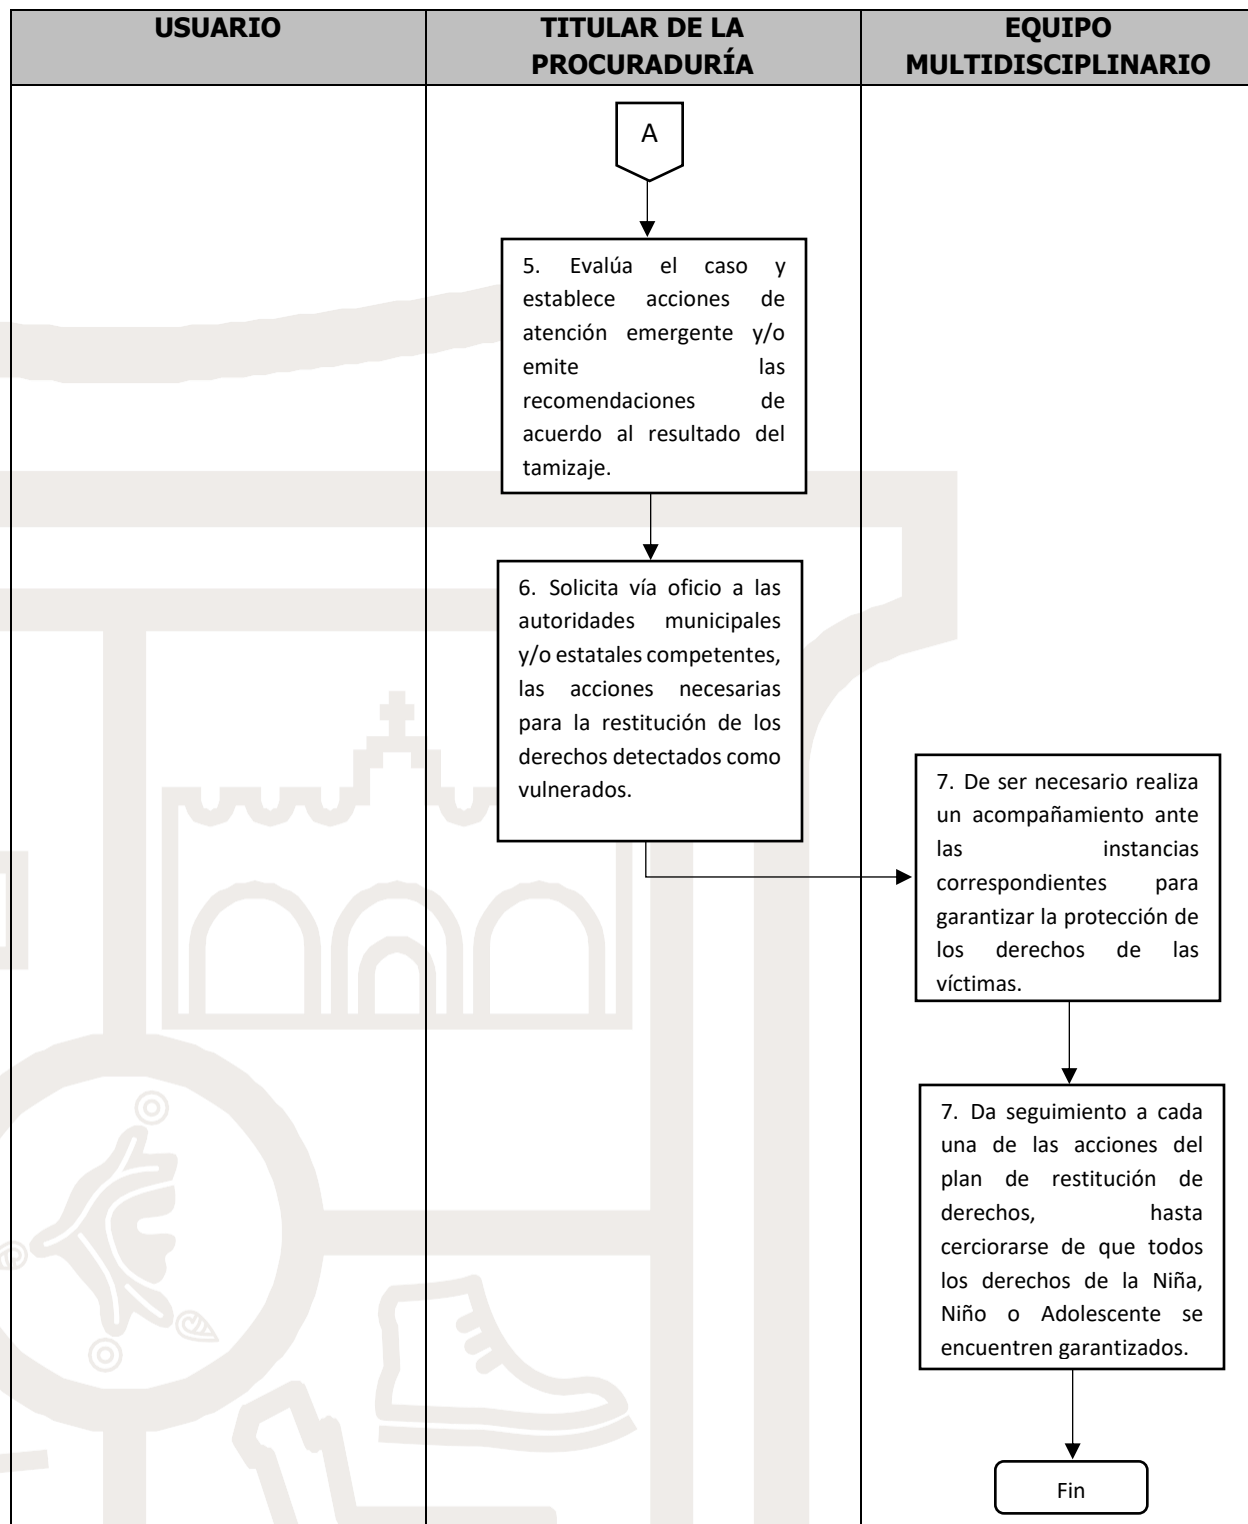 USUARIO
TITULAR DE LA
PROCURADURÍA
EQUIPO
MULTIDISCIPLINARIO
A
5. Evalúa el caso y
establece acciones de
atención emergente y/o
emite las
recomendaciones de
acuerdo al resultado del
tamizaje.
6. Solicita vía oficio a las
autoridades municipales
y/o estatales competentes,
las acciones necesarias
para la restitución de los
derechos detectados como
vulnerados.
7. De ser necesario realiza
un acompañamiento ante
las instancias
correspondientes para
garantizar la protección de
los derechos de las
víctimas.
7. Da seguimiento a cada
una de las acciones del
plan de restitución de
derechos, hasta
cerciorarse de que todos
los derechos de la Niña,
Niño o Adolescente se
encuentren garantizados.
Fin